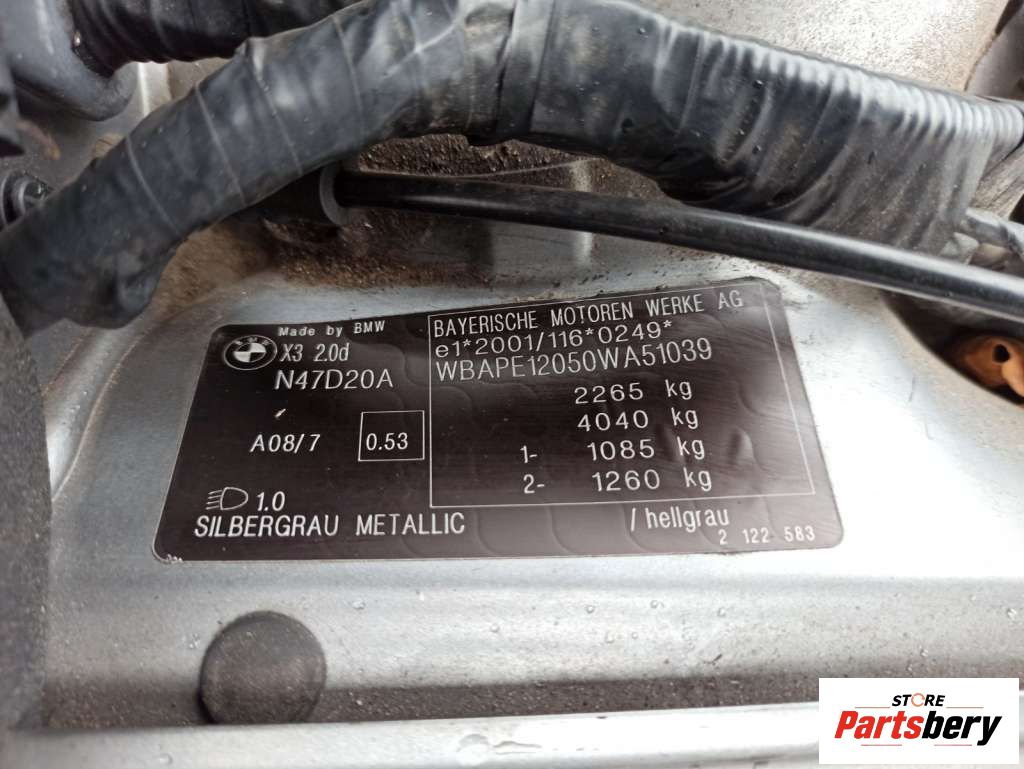 Made by BMW
X3 2.0d
N47D20A
A08/7 0.53
1.0
SILBERGRAU METALLIC
BAYERISCHE MOTOREN WERKE AG
e1*2001/116*0249*
WBAPE12050WA51039
2265 kg
4040 kg
1- 1085 kg
2- 1260 kg
/hellgrau
2 122 583
STORE
Partsbery